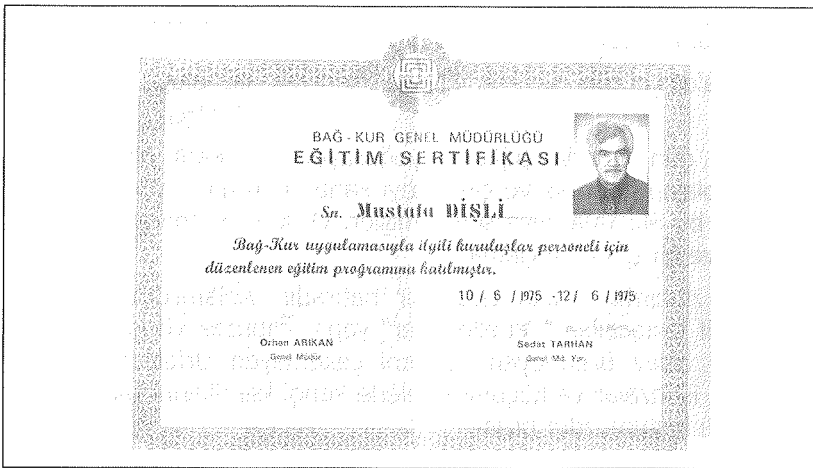 BAĞ-KUR GENEL MÜDÜRLÜĞÜ
EĞİTİM SERTİFİKASI
Sn. Mustafa DİŞLİ
Bağ-Kur uygulamasıyla ilgili kuruluşlar personeli için
düzenlenen eğitim proğramına katılmıştır.
10 / 6 / 1975 - 12 / 6 / 1975
Orhan ARIKAN
Genel Müdür
Sedat TARHAN
Genel Md. Yrd.